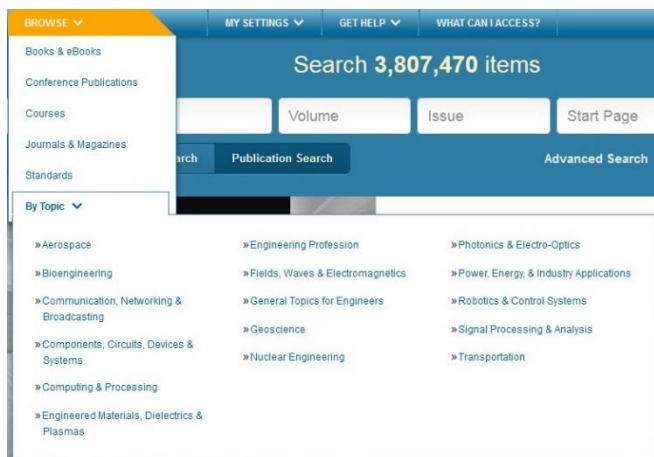 BROWSE
MY SETTINGS
GET HELP
WHAT CAN I ACCESS?
Books & eBooks
Conference Publications
Courses
Journals & Magazines
Standards
By Topic
Search 3,807,470 items
Volume
Issue
Start Page
Publication Search
Advanced Search
»Aerospace
»Bioengineering
»Communication, Networking &
Broadcasting
»Components, Circuits, Devices &
Systems
»Computing & Processing
»Engineered Materials, Dielectrics &
Plasmas
»Engineering Profession
»Fields, Waves & Electromagnetics
»General Topics for Engineers
»Geoscience
»Nuclear Engineering
»Photonics & Electro-Optics
»Power, Energy, & Industry Applications
»Robotics & Control Systems
»Signal Processing & Analysis
»Transportation